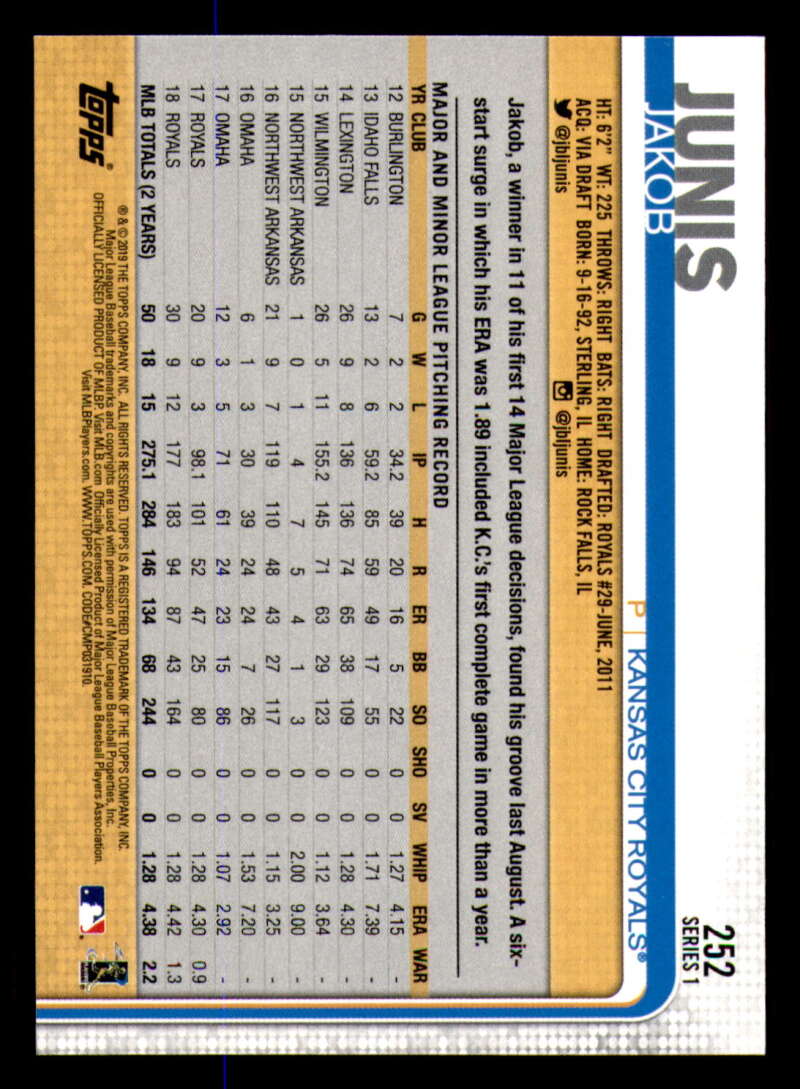 252
SERIES 1
JUNIS
JAKOB
P | KANSAS CITY ROYALS®
HT: 6'2" WT: 225 THROWS: RIGHT BATS: RIGHT DRAFTED: ROYALS #29-JUNE, 2011
ACQ: VIA DRAFT BORN: 9-16-92, STERLING, IL HOME: ROCK FALLS, IL
@jbljunis @jbljunis
Jakob, a winner in 11 of his first 14 Major League decisions, found his groove last August. A six-
start surge in which his ERA was 1.89 included K.C.'s first complete game in more than a year.
MAJOR AND MINOR LEAGUE PITCHING RECORD
YR CLUB G W L IP H R ER BB SO SHO SV WHIP ERA WAR
12 BURLINGTON 7 2 2 34.2 39 20 16 5 22 0 0 1.27 4.15 -
13 IDAHO FALLS 13 2 6 59.2 85 59 49 17 55 0 0 1.71 7.39 -
14 LEXINGTON 26 9 8 136 136 74 65 38 109 0 0 1.28 4.30 -
15 WILMINGTON 26 5 11 155.2 145 71 63 29 123 0 0 1.12 3.64 -
15 NORTHWEST ARKANSAS 1 0 1 4 7 5 4 1 3 0 0 2.00 9.00 -
16 NORTHWEST ARKANSAS 21 9 7 119 110 48 43 27 117 0 0 1.15 3.25 -
16 OMAHA 6 1 3 30 39 24 24 7 26 0 0 1.53 7.20 -
17 OMAHA 12 3 5 71 61 24 23 15 86 0 0 1.07 2.92 -
17 ROYALS 20 9 3 98.1 101 52 47 25 80 0 0 1.28 4.30 0.9
18 ROYALS 30 9 12 177 183 94 87 43 164 0 0 1.28 4.42 1.3
MLB TOTALS (2 YEARS) 50 18 15 275.1 284 146 134 68 244 0 0 1.28 4.38 2.2
topps®
® & © 2019 THE TOPPS COMPANY, INC. ALL RIGHTS RESERVED. TOPPS IS A REGISTERED TRADEMARK OF THE TOPPS COMPANY, INC.
Major League Baseball trademarks and copyrights are used with permission of Major League Baseball Properties, Inc.
OFFICIALLY LICENSED PRODUCT OF MLBP. Visit MLB.com Officially Licensed Product of Major League Baseball Players Association.
Visit MLBPlayers.com. WWW.TOPPS.COM. CODE#CMP031910.